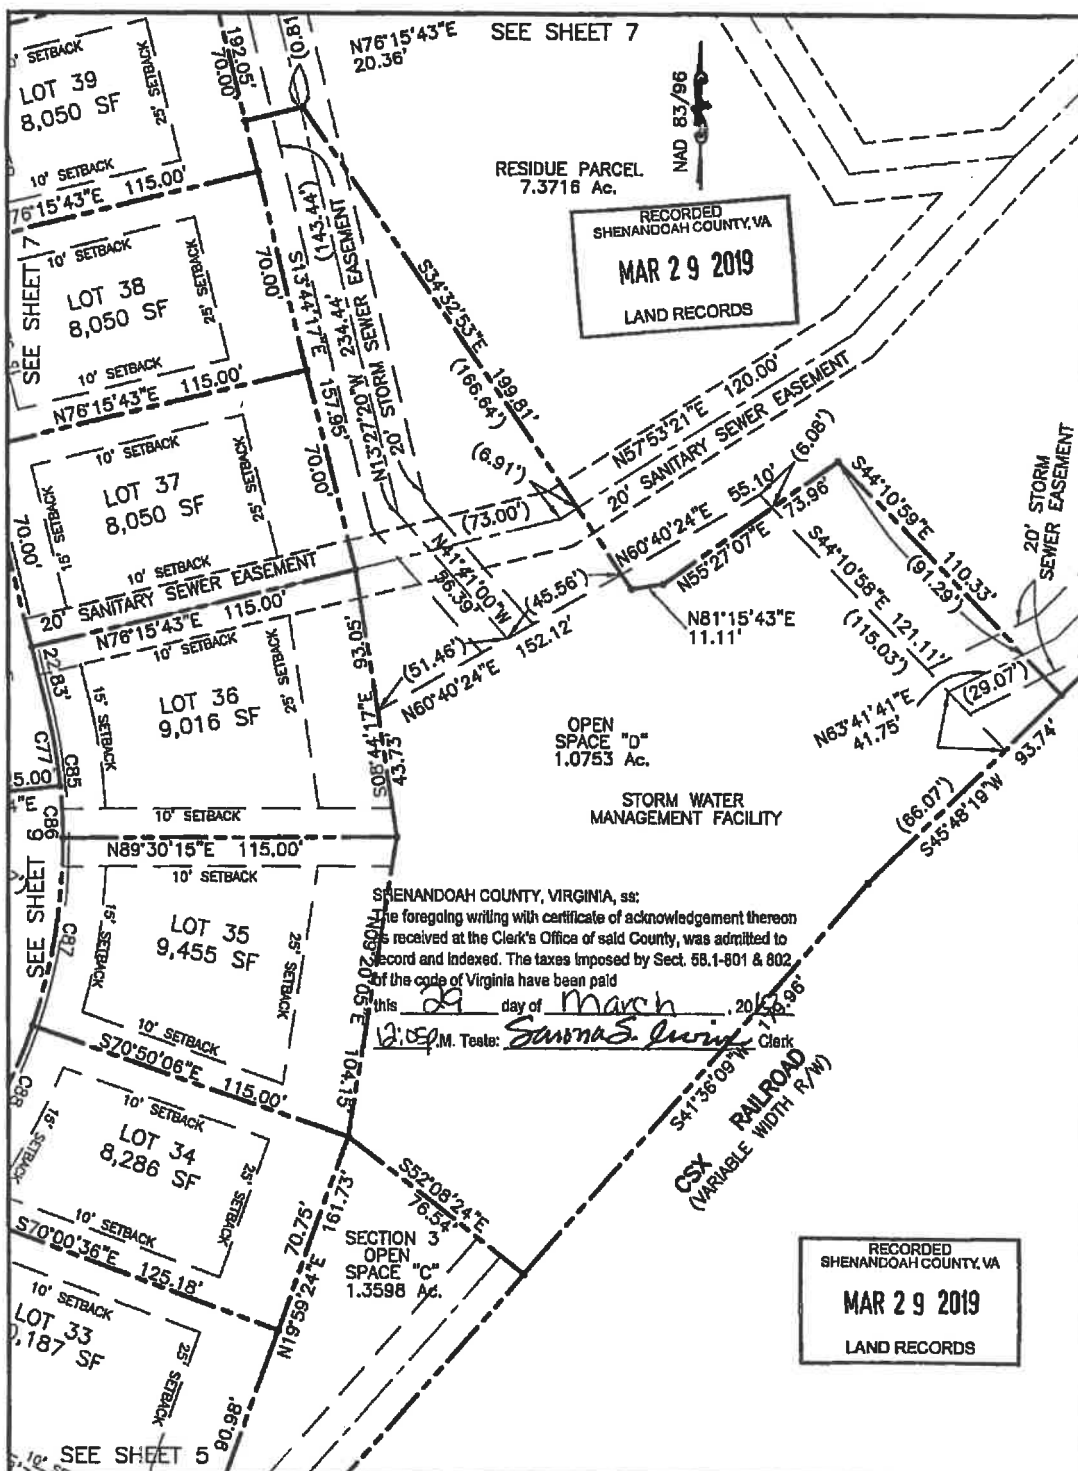 SEE SHEET 7
N76°15'43"E
20.36'
192.05'
70.00'
NAD 83/96
' SETBACK
LOT 39
8,050 SF
25' SETBACK
10' SETBACK
76°15'43"E 115.00'
RESIDUE PARCEL
7.3716 Ac.
RECORDED
SHENANDOAH COUNTY, VA
MAR 29 2019
LAND RECORDS
SEE SHEET 7
10' SETBACK
LOT 38
8,050 SF
25' SETBACK
10' SETBACK
N76°15'43"E 115.00'
70.00'
S13°44'17"E 151.95'
(143.44')
N13°27'20"W 234.44'
20' STORM SEWER EASEMENT
S34°32'53"E 199.81'
(166.64')
(6.91')
N57°53'21"E 120.00'
20' SANITARY SEWER EASEMENT
10' SETBACK
LOT 37
8,050 SF
25' SETBACK
15' SETBACK
10' SETBACK
70.00'
70.00'
20' SANITARY SEWER EASEMENT
N76°15'43"E 115.00'
(73.00')
N41°41'00"W
56.39'
(45.56')
(51.46')
N60°40'24"E 152.12'
N60°40'24"E 55.10'
(6.08')
N55°27'07"E 73.96'
N81°15'43"E
11.11'
S44°10'59"E 110.33'
(91.29')
S44°10'58"E 121.11'
(115.03')
20' STORM
SEWER EASEMENT
N63°41'41"E
41.75'
(29.07')
(66.07')
S45°48'19"W 93.74'
10' SETBACK
LOT 36
9,016 SF
15' SETBACK
25' SETBACK
22.83'
93.05'
S08°44'17"E
43.73'
C77
C85
5.00'
"E
C86
10' SETBACK
N89°30'15"E 115.00'
OPEN
SPACE "D"
1.0753 Ac.
STORM WATER
MANAGEMENT FACILITY
SEE SHEET 6
C87
10' SETBACK
LOT 35
9,455 SF
15' SETBACK
25' SETBACK
10' SETBACK
S70°50'06"E 115.00'
N09°20'05"E 104.15'
SHENANDOAH COUNTY, VIRGINIA, ss:
The foregoing writing with certificate of acknowledgement thereon
is received at the Clerk's Office of said County, was admitted to
record and indexed. The taxes imposed by Sect. 58.1-801 & 802
of the code of Virginia have been paid
this 29 day of March, 2019
12:05P.M. Teste: Clerk
S41°36'09"W
CSX RAILROAD
(VARIABLE WIDTH R/W)
C88
10' SETBACK
LOT 34
8,286 SF
15' SETBACK
25' SETBACK
10' SETBACK
S70°00'36"E 125.18'
S52°08'24"E
76.54'
70.75'
N19°59'24"E 161.73'
SECTION 3
OPEN
SPACE "C"
1.3598 Ac.
10' SETBACK
LOT 33
,187 SF
25' SETBACK
90.98'
SEE SHEET 5
10'
RECORDED
SHENANDOAH COUNTY, VA
MAR 29 2019
LAND RECORDS